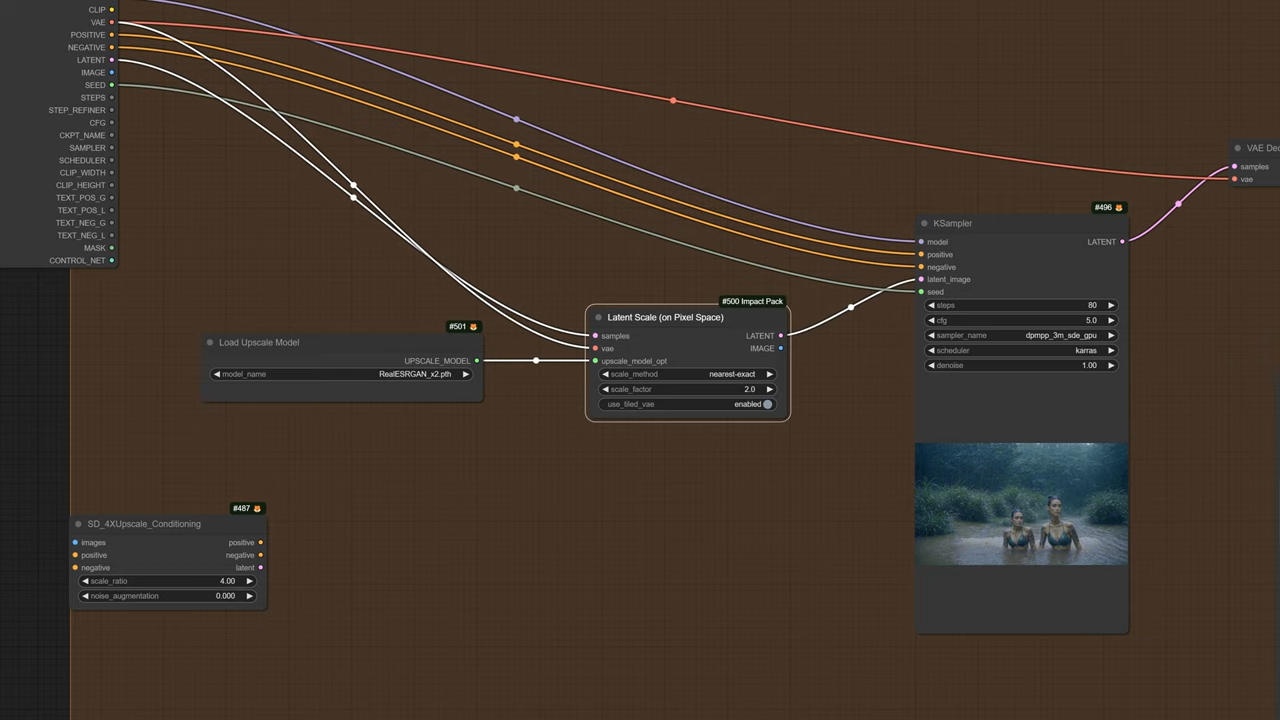 CLIP
VAE
POSITIVE
NEGATIVE
LATENT
IMAGE
SEED
STEPS
STEP_REFINER
CFG
CKPT_NAME
SAMPLER
SCHEDULER
CLIP_WIDTH
CLIP_HEIGHT
TEXT_POS_G
TEXT_POS_L
TEXT_NEG_G
TEXT_NEG_L
MASK
CONTROL_NET
#501
Load Upscale Model
UPSCALE_MODEL
model_name RealESRGAN_x2.pth
#487
SD_4XUpscale_Conditioning
images positive
positive negative
negative latent
scale_ratio 4.00
noise_augmentation 0.000
#500 Impact Pack
Latent Scale (on Pixel Space)
samples LATENT
vae IMAGE
upscale_model_opt
scale_method nearest-exact
scale_factor 2.0
use_tiled_vae enabled
#496
KSampler
model LATENT
positive
negative
latent_image
seed
steps 80
cfg 5.0
sampler_name dpmpp_3m_sde_gpu
scheduler karras
denoise 1.00
VAE Dec
samples
vae